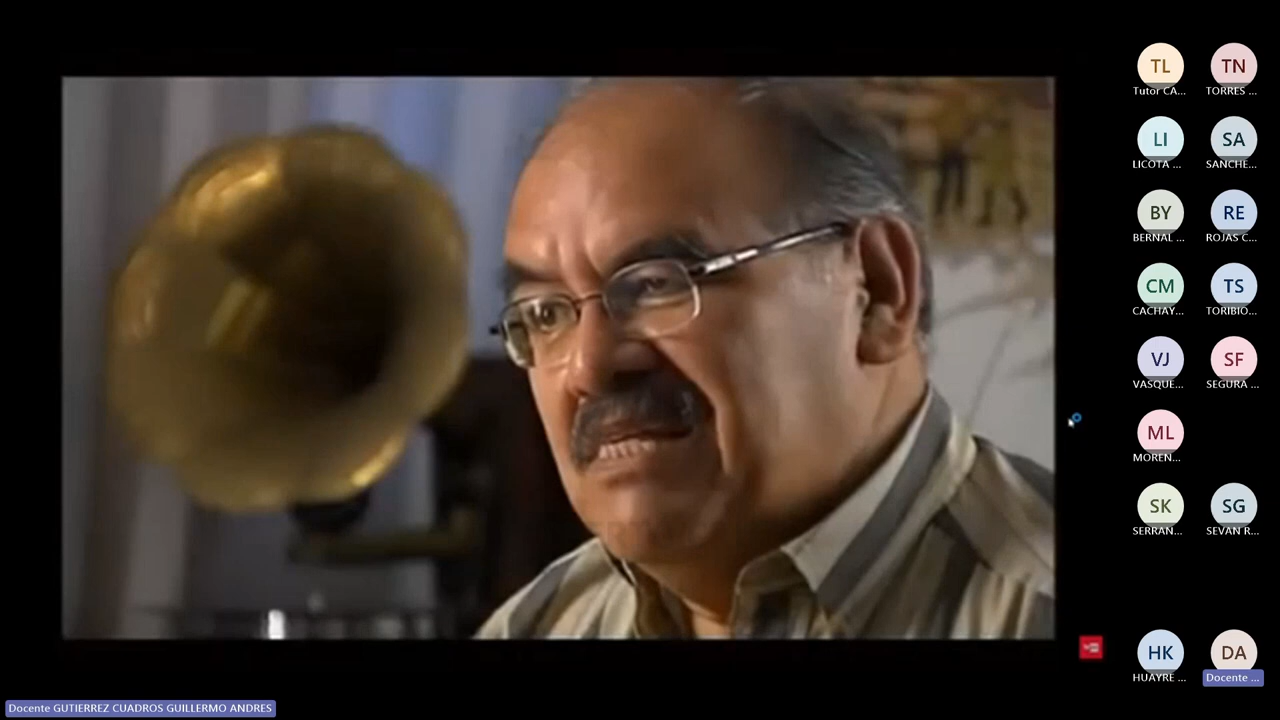 TL TN
Tutor CA... TORRES ...
LI SA
LICOTA ... SANCHE...
BY RE
BERNAL ... ROJAS C...
CM TS
CACHAY... TORIBIO...
VJ SF
VASQUE... SEGURA ...
ML
MOREN...
SK SG
SERRAN... SEVAN R...
HK DA
HUAYRE ... Docente ...
Docente GUTIERREZ CUADROS GUILLERMO ANDRES